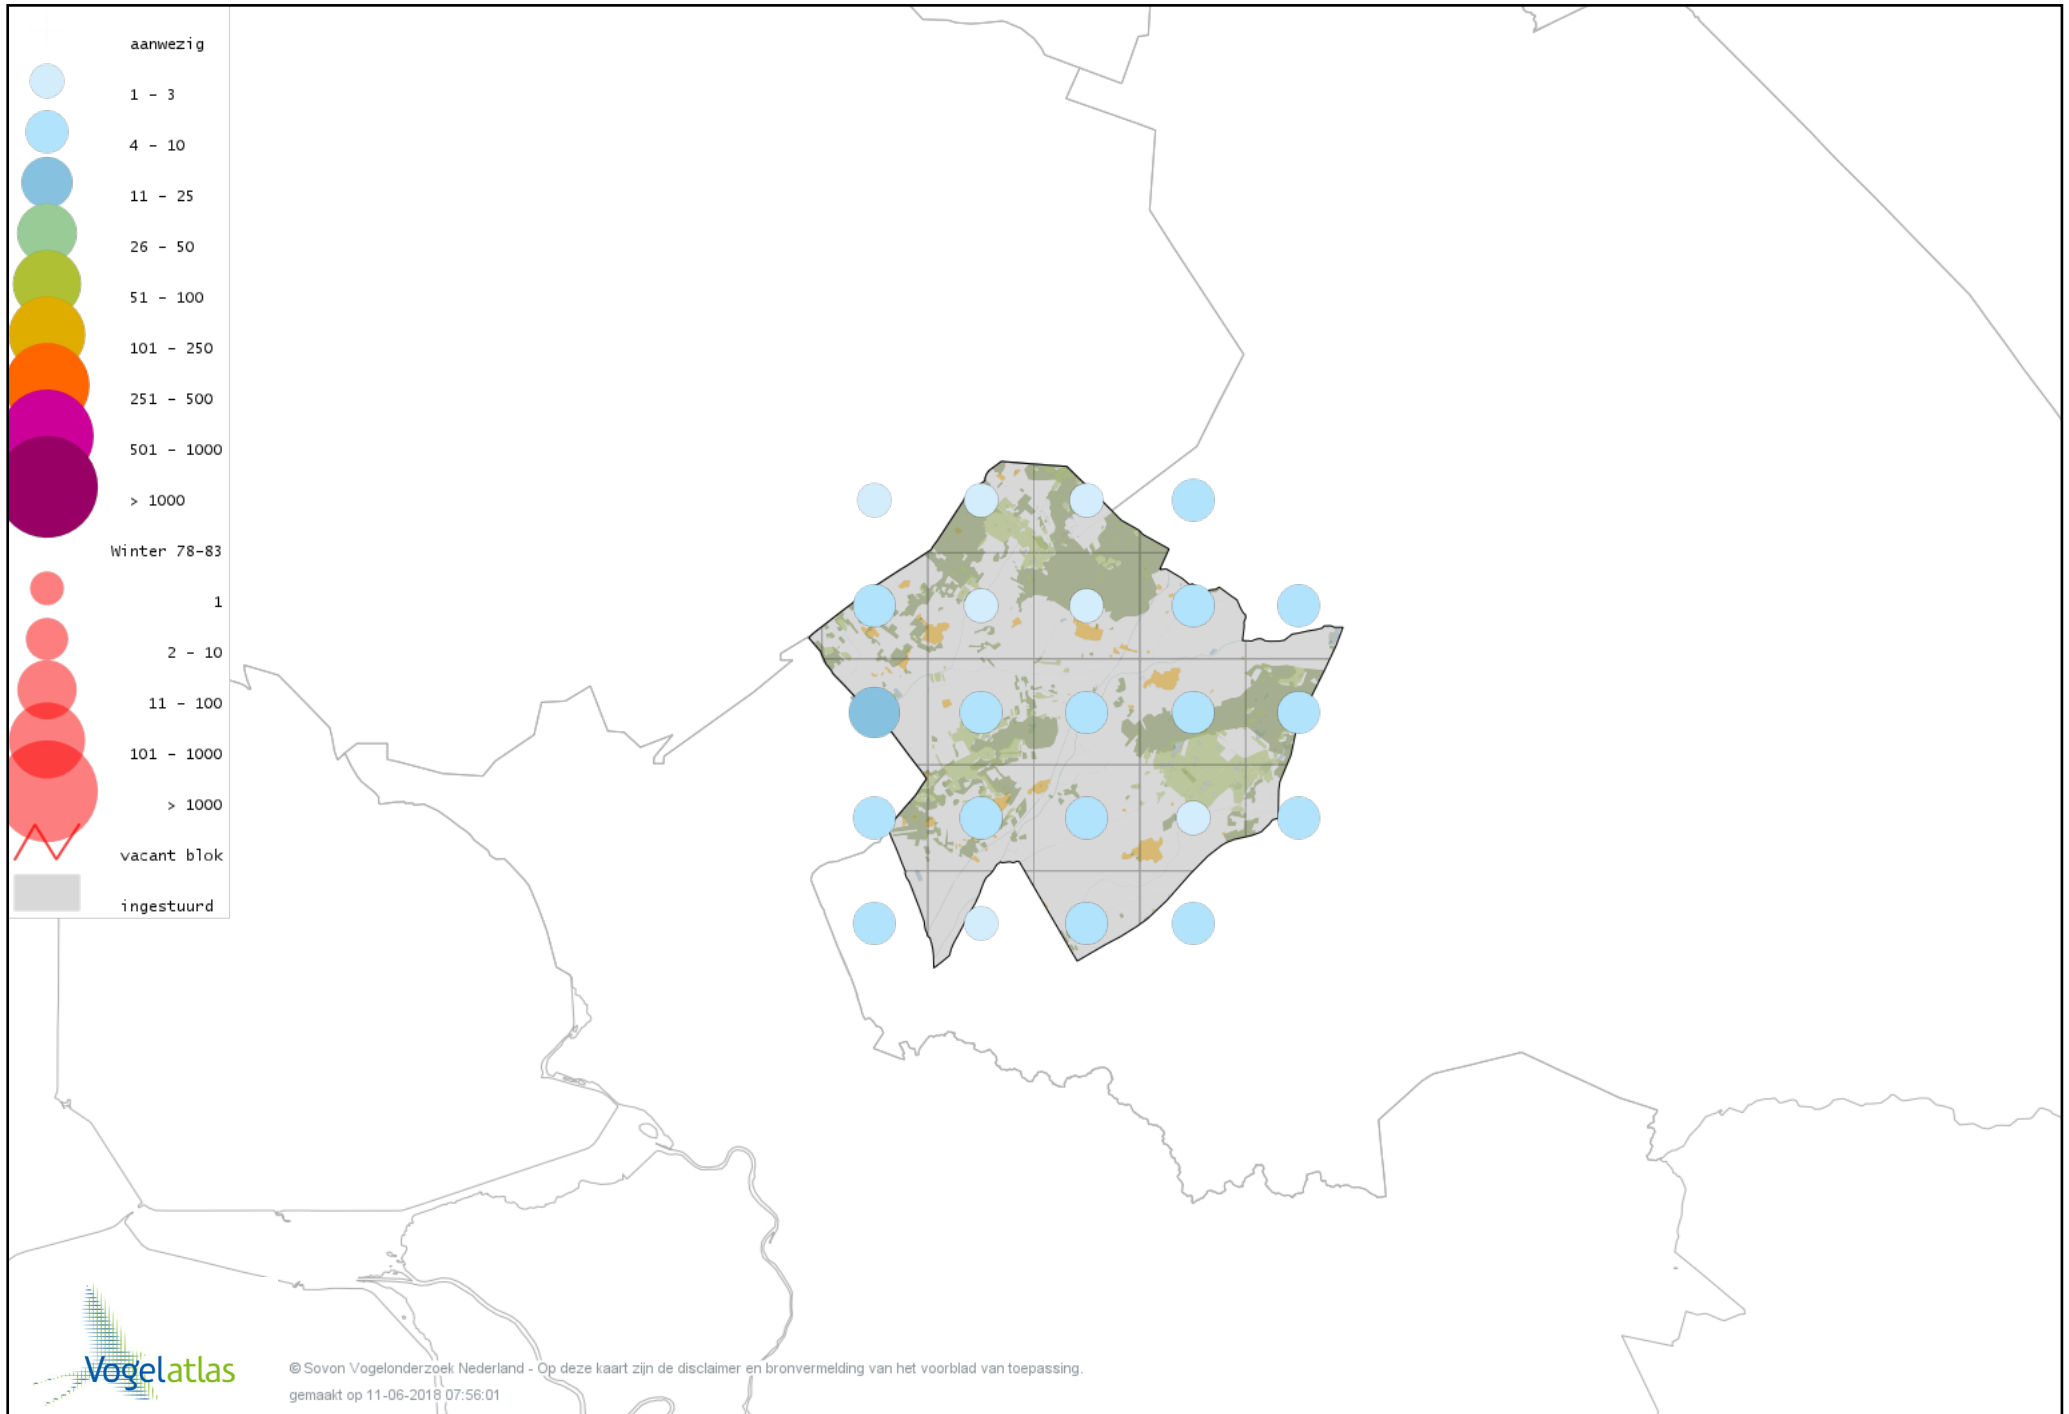 aanwezig
1 - 3
4 - 10
11 - 25
26 - 50
51 - 100
101 - 250
251 - 500
501 - 1000
> 1000
Winter 78-83
1
2 - 10
11 - 100
101 - 1000
> 1000
vacant blok
ingestuurd
Vogelatlas
© Sovon Vogelonderzoek Nederland - Op deze kaart zijn de disclaimer en bronvermelding van het voorblad van toepassing.
gemaakt op 11-06-2018 07:56:01